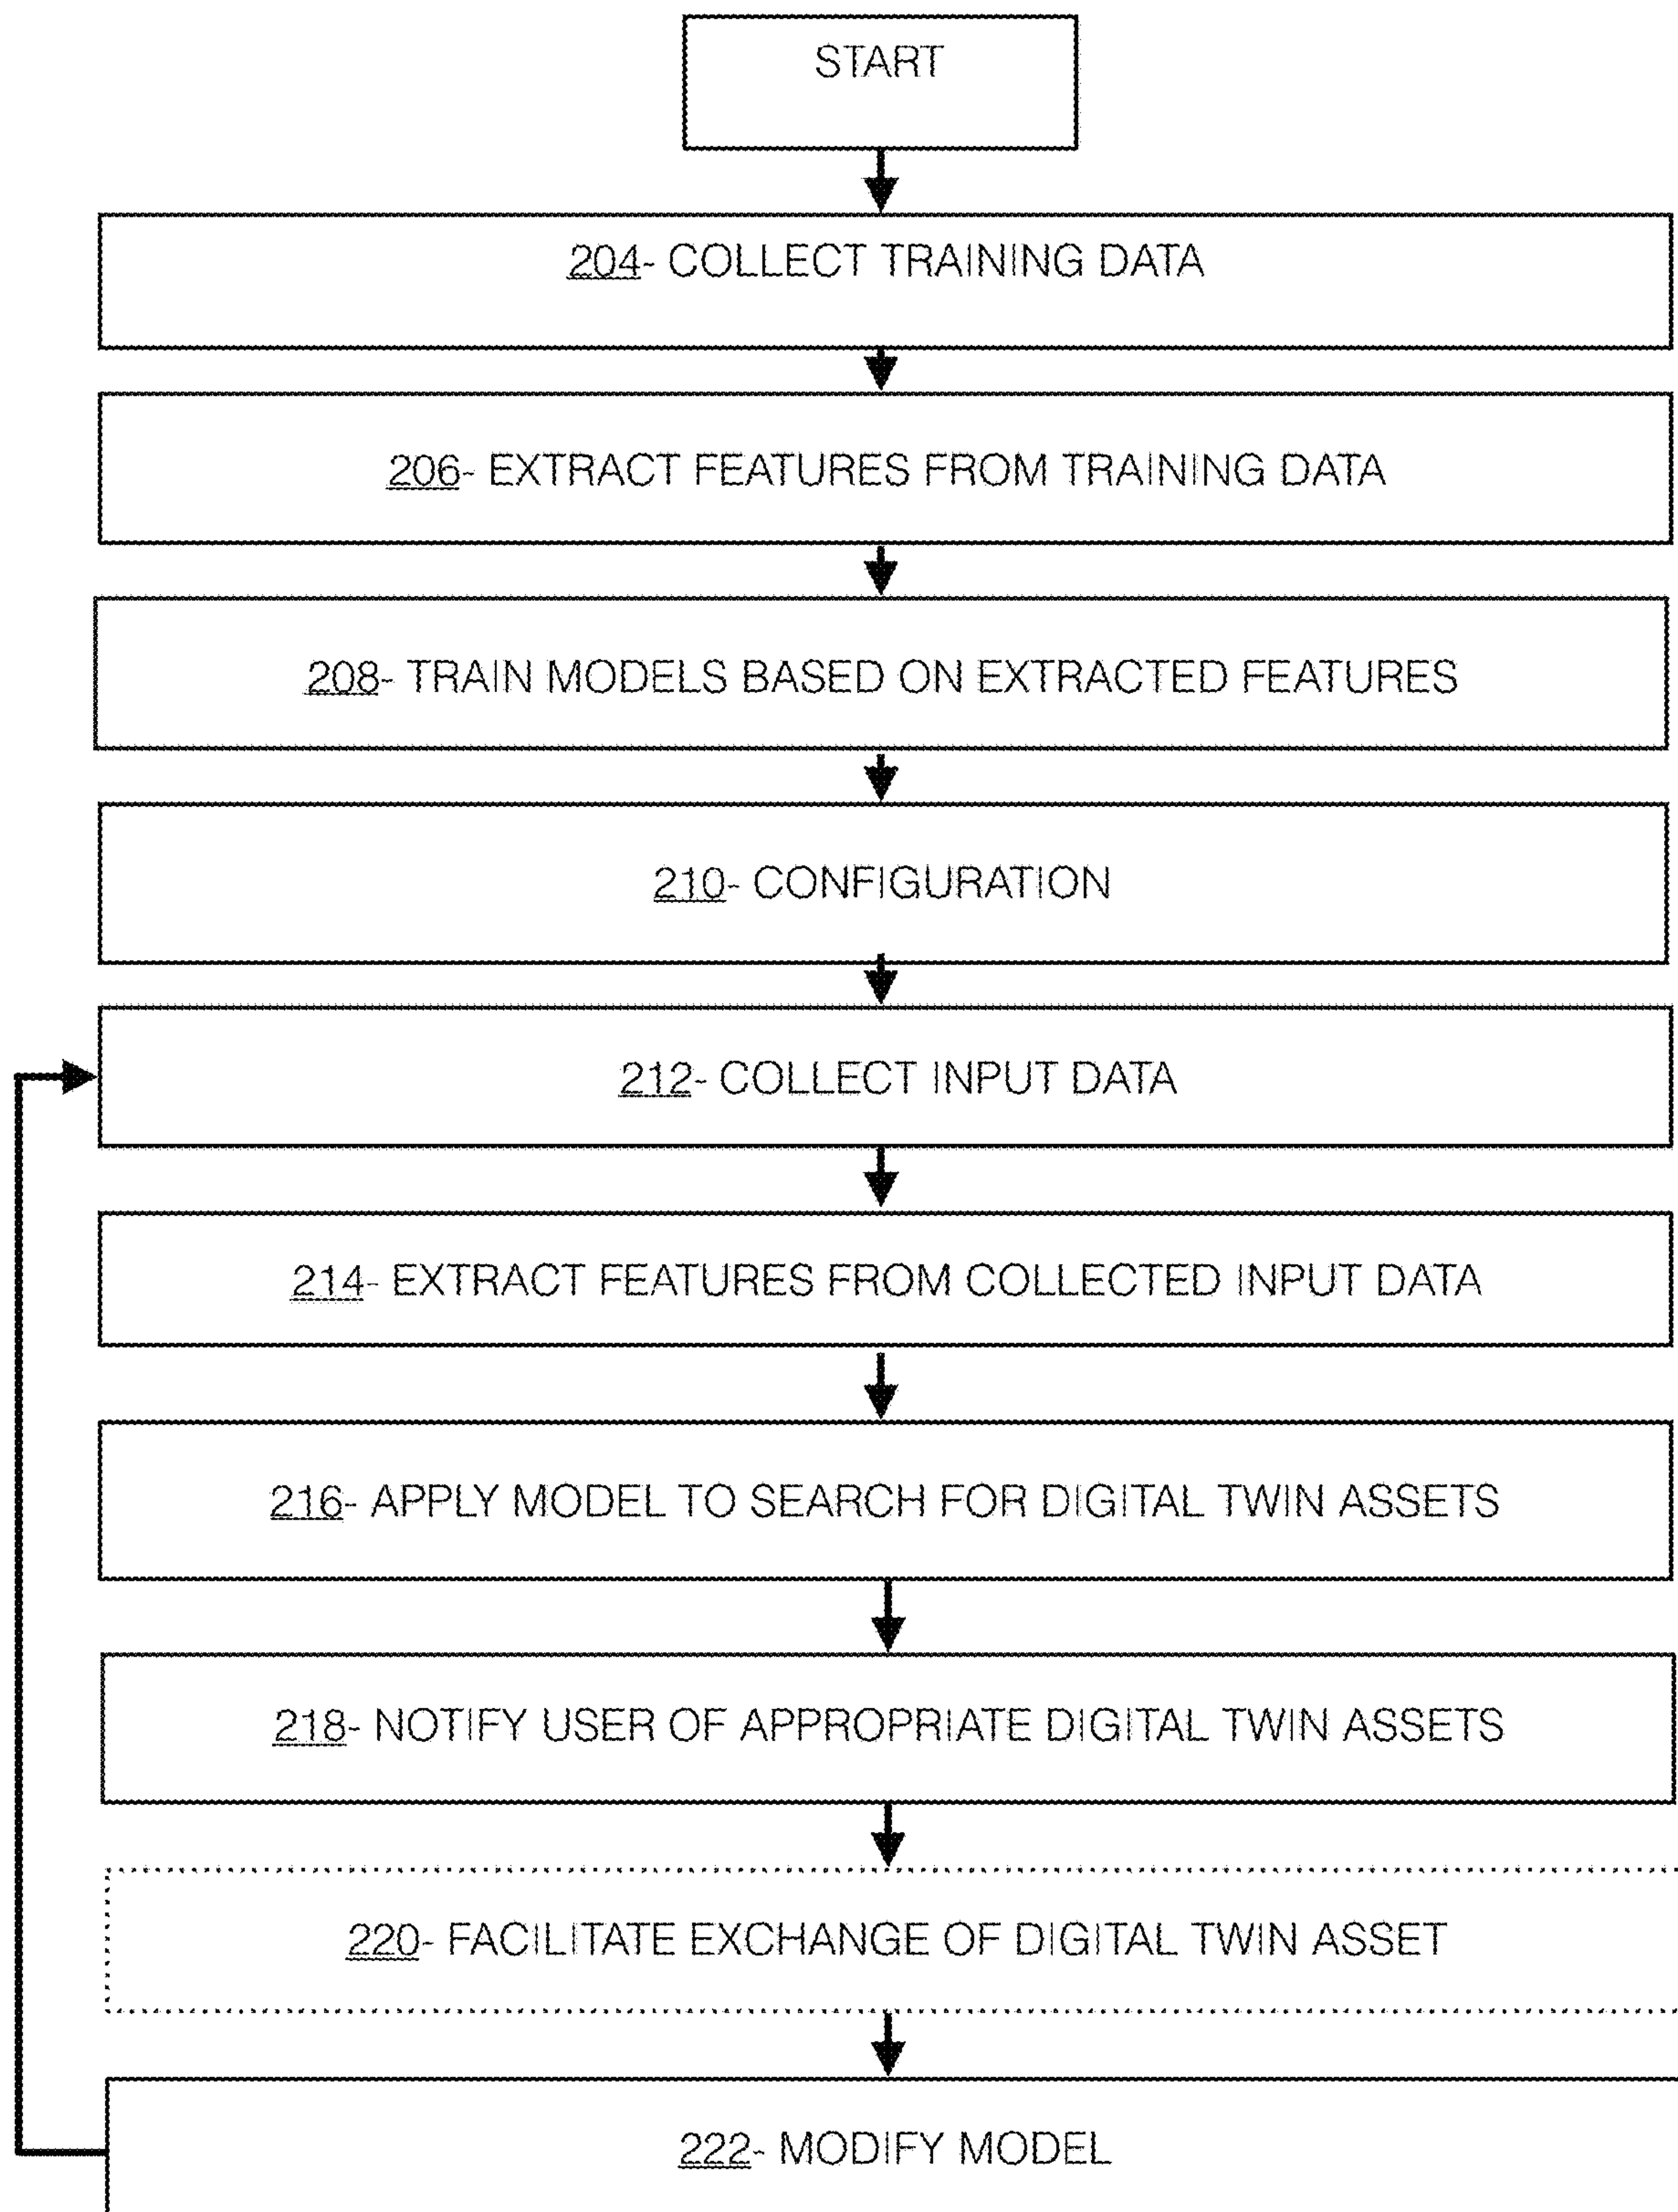 START
204- COLLECT TRAINING DATA
206- EXTRACT FEATURES FROM TRAINING DATA
208- TRAIN MODELS BASED ON EXTRACTED FEATURES
210- CONFIGURATION
212- COLLECT INPUT DATA
214- EXTRACT FEATURES FROM COLLECTED INPUT DATA
216- APPLY MODEL TO SEARCH FOR DIGITAL TWIN ASSETS
218- NOTIFY USER OF APPROPRIATE DIGITAL TWIN ASSETS
220- FACILITATE EXCHANGE OF DIGITAL TWIN ASSET
222- MODIFY MODEL